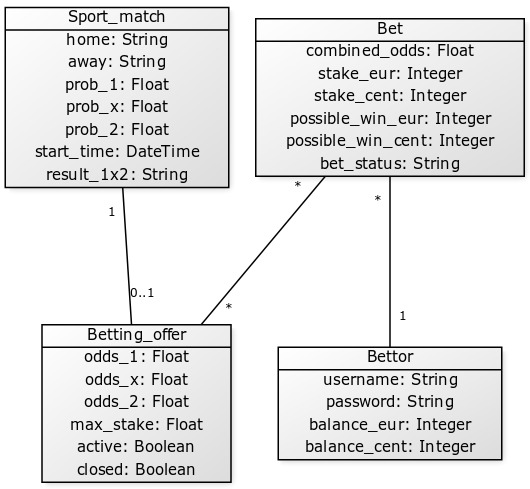 Sport_match
home: String
away: String
prob_1: Float
prob_x: Float
prob_2: Float
start_time: DateTime
result_1x2: String
Bet
combined_odds: Float
stake_eur: Integer
stake_cent: Integer
possible_win_eur: Integer
possible_win_cent: Integer
bet_status: String
1
0..1
*
*
*
1
Betting_offer
odds_1: Float
odds_x: Float
odds_2: Float
max_stake: Float
active: Boolean
closed: Boolean
Bettor
username: String
password: String
balance_eur: Integer
balance_cent: Integer